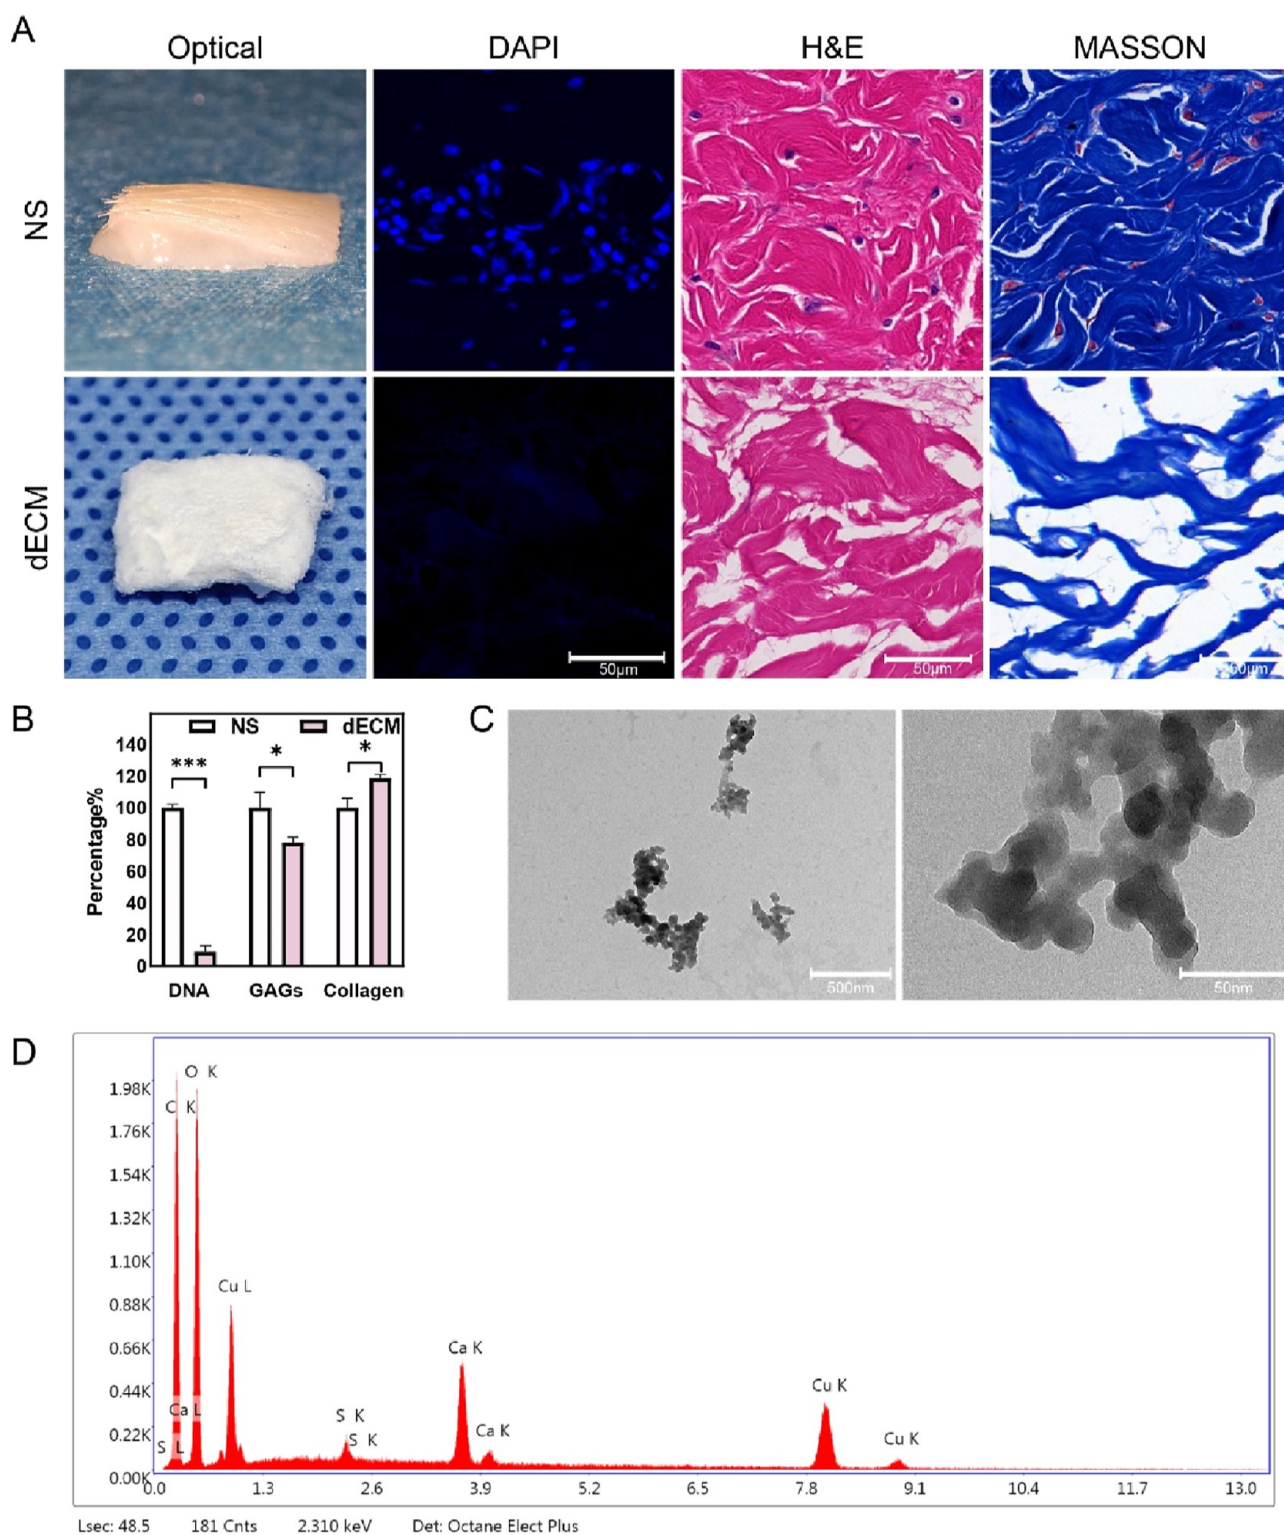 A
Optical
DAPI
H&E
MASSON
NS
dECM
50μm
50μm
B
NS
dECM
Percentage%
140
120
100
80
60
40
20
0
***
*
*
DNA
GAGs
Collagen
C
500nm
50nm
D
1.98K
1.76K
1.54K
1.32K
1.10K
0.88K
0.56K
0.44K
0.22K
0.00K
O K
C K
Cu L
Ca L
S L
S K
S K
Ca K
Ca K
Cu K
Cu K
0.0
1.3
2.6
3.9
5.2
6.5
7.8
9.1
10.4
11.7
13.0
Lsec: 48.5 181 Cnts 2.310 keV Det: Octane Elect Plus